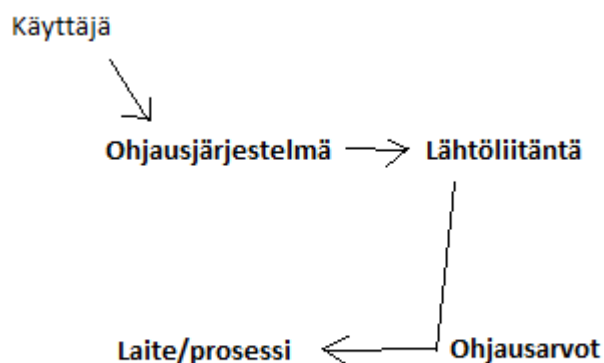 Käyttäjä
Ohjausjärjestelmä
Lähtöliitäntä
Laite/prosessi
Ohjausarvot